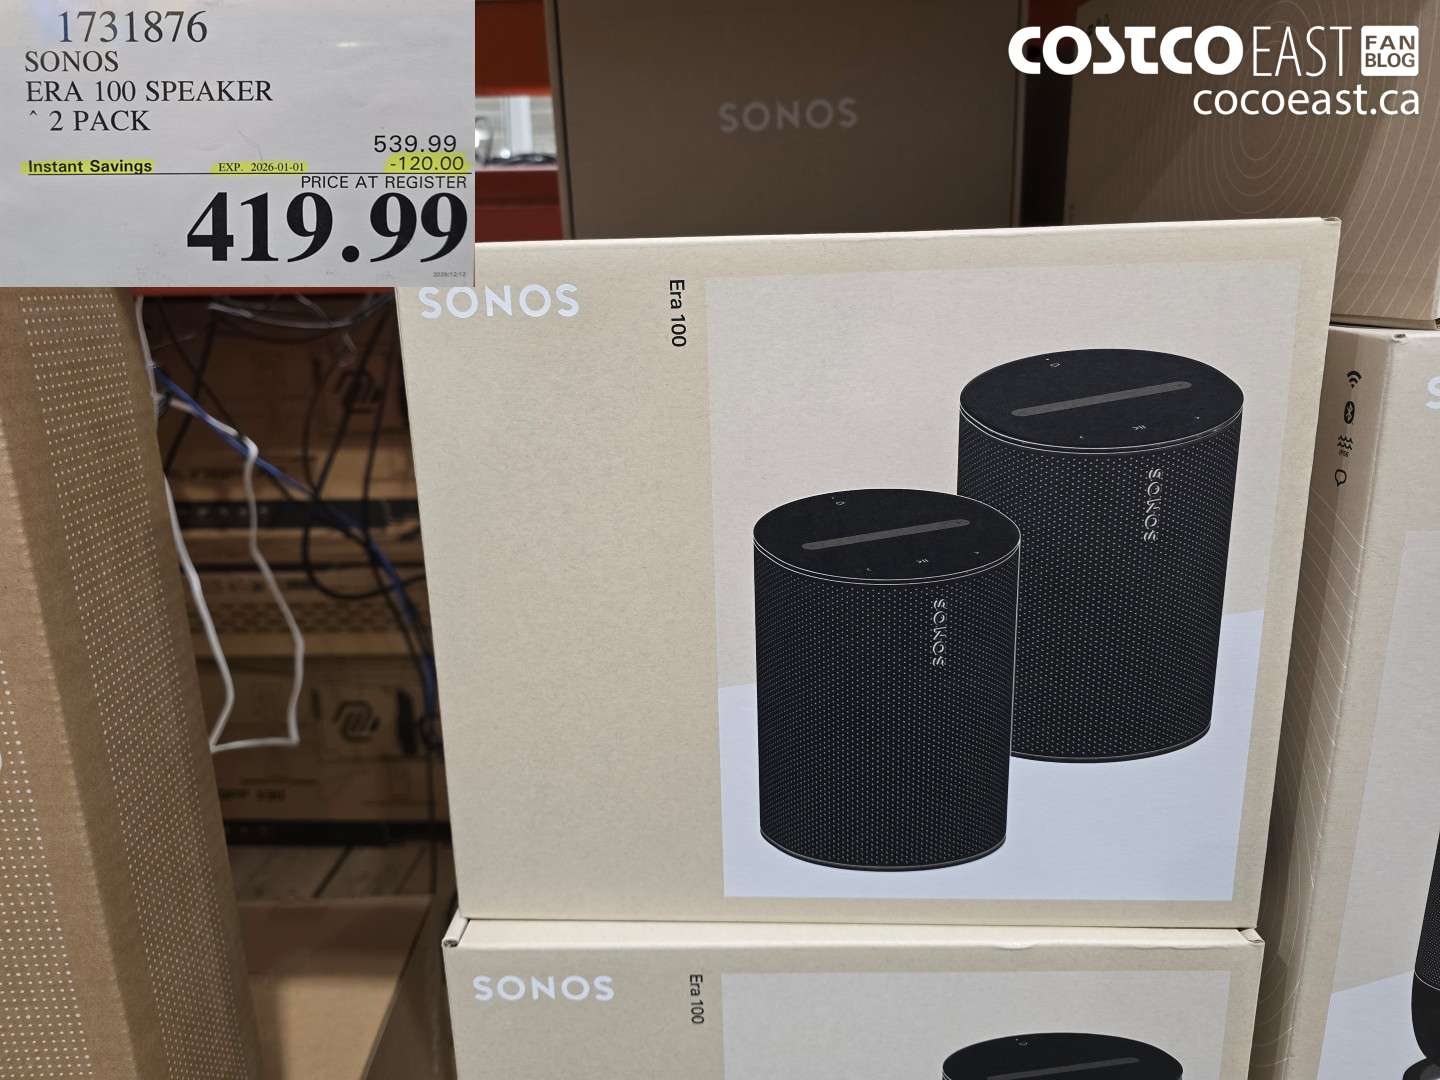 1731876
SONOS
ERA 100 SPEAKER
^ 2 PACK
539.99
Instant Savings EXP. 2026-01-01 -120.00
PRICE AT REGISTER
419.99
COSTCO EAST FAN BLOG
cocoeast.ca
SONOS
SONOS
Era 100
SONOS
SONOS
SONOS
Era 100